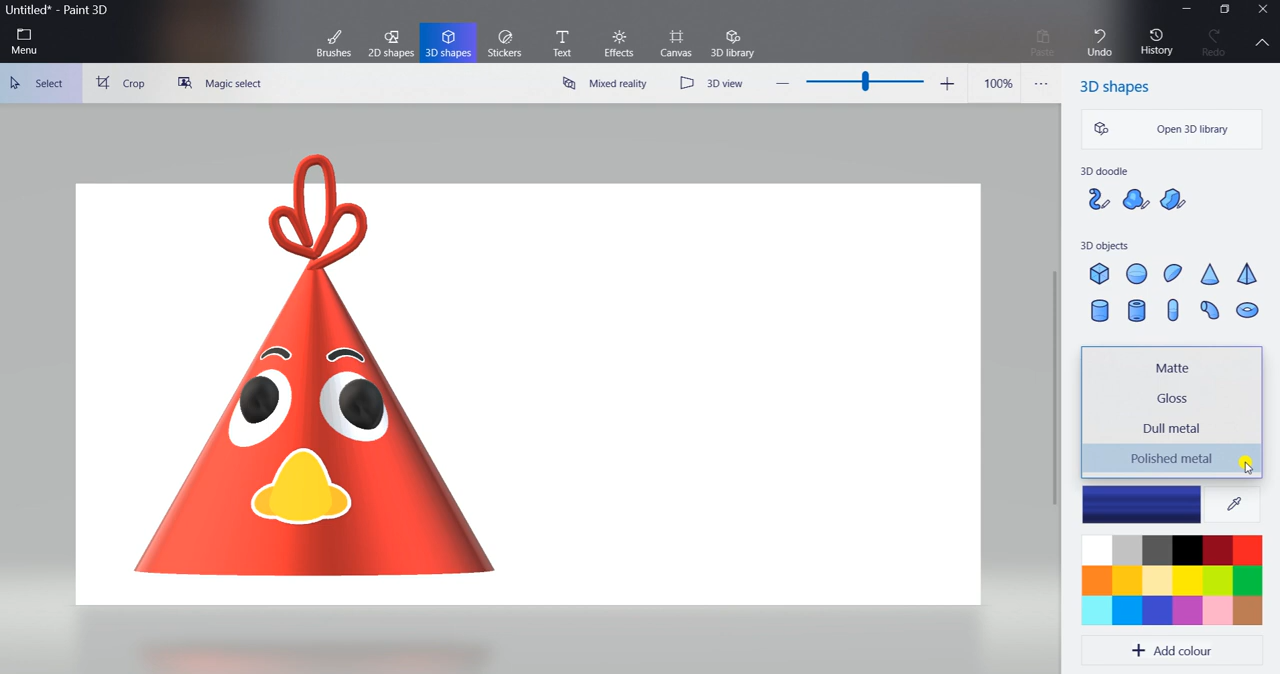 Untitled* - Paint 3D
Menu
Brushes 2D shapes 3D shapes Stickers Text Effects Canvas 3D library Paste Undo History Redo
Select Crop Magic select Mixed reality 3D view 100%
3D shapes
Open 3D library
3D doodle
3D objects
Matte
Gloss
Dull metal
Polished metal
Add colour